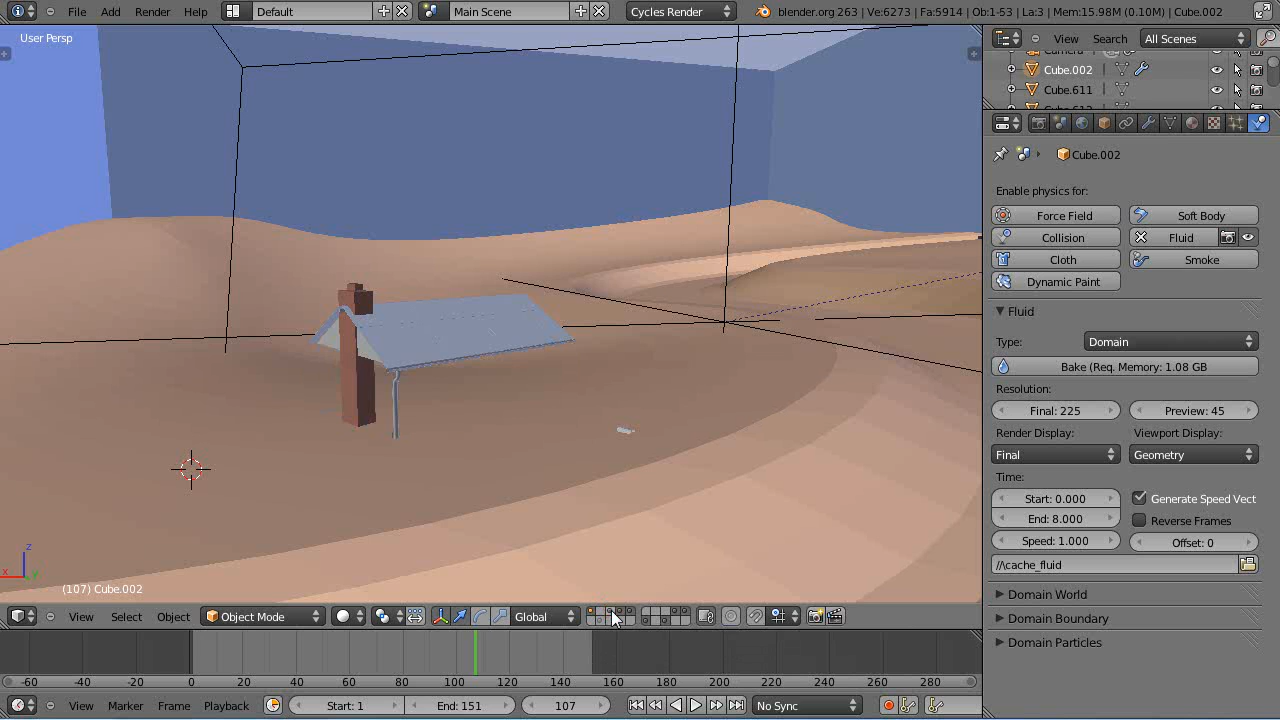 File Add Render Help Default Main Scene Cycles Render blender.org 263 | Ve:6273 | Fa:5914 | Ob:1-53 | La:3 | Mem:15.98M (0.10M) | Cube.002
User Persp
View Search All Scenes
Cube.002
Cube.611
Cube.002
Enable physics for:
Force Field Soft Body
Collision Fluid
Cloth Smoke
Dynamic Paint
Fluid
Type: Domain
Bake (Req. Memory: 1.08 GB
Resolution:
Final: 225 Preview: 45
Render Display: Viewport Display:
Final Geometry
Time:
Start: 0.000 Generate Speed Vect
End: 8.000 Reverse Frames
Speed: 1.000 Offset: 0
//\cache_fluid
Domain World
Domain Boundary
Domain Particles
z
x Y
(107) Cube.002
View Select Object Object Mode Global
-60 -40 -20 0 20 40 60 80 100 120 140 160 180 200 220 240 260 280
View Marker Frame Playback Start: 1 End: 151 107 No Sync